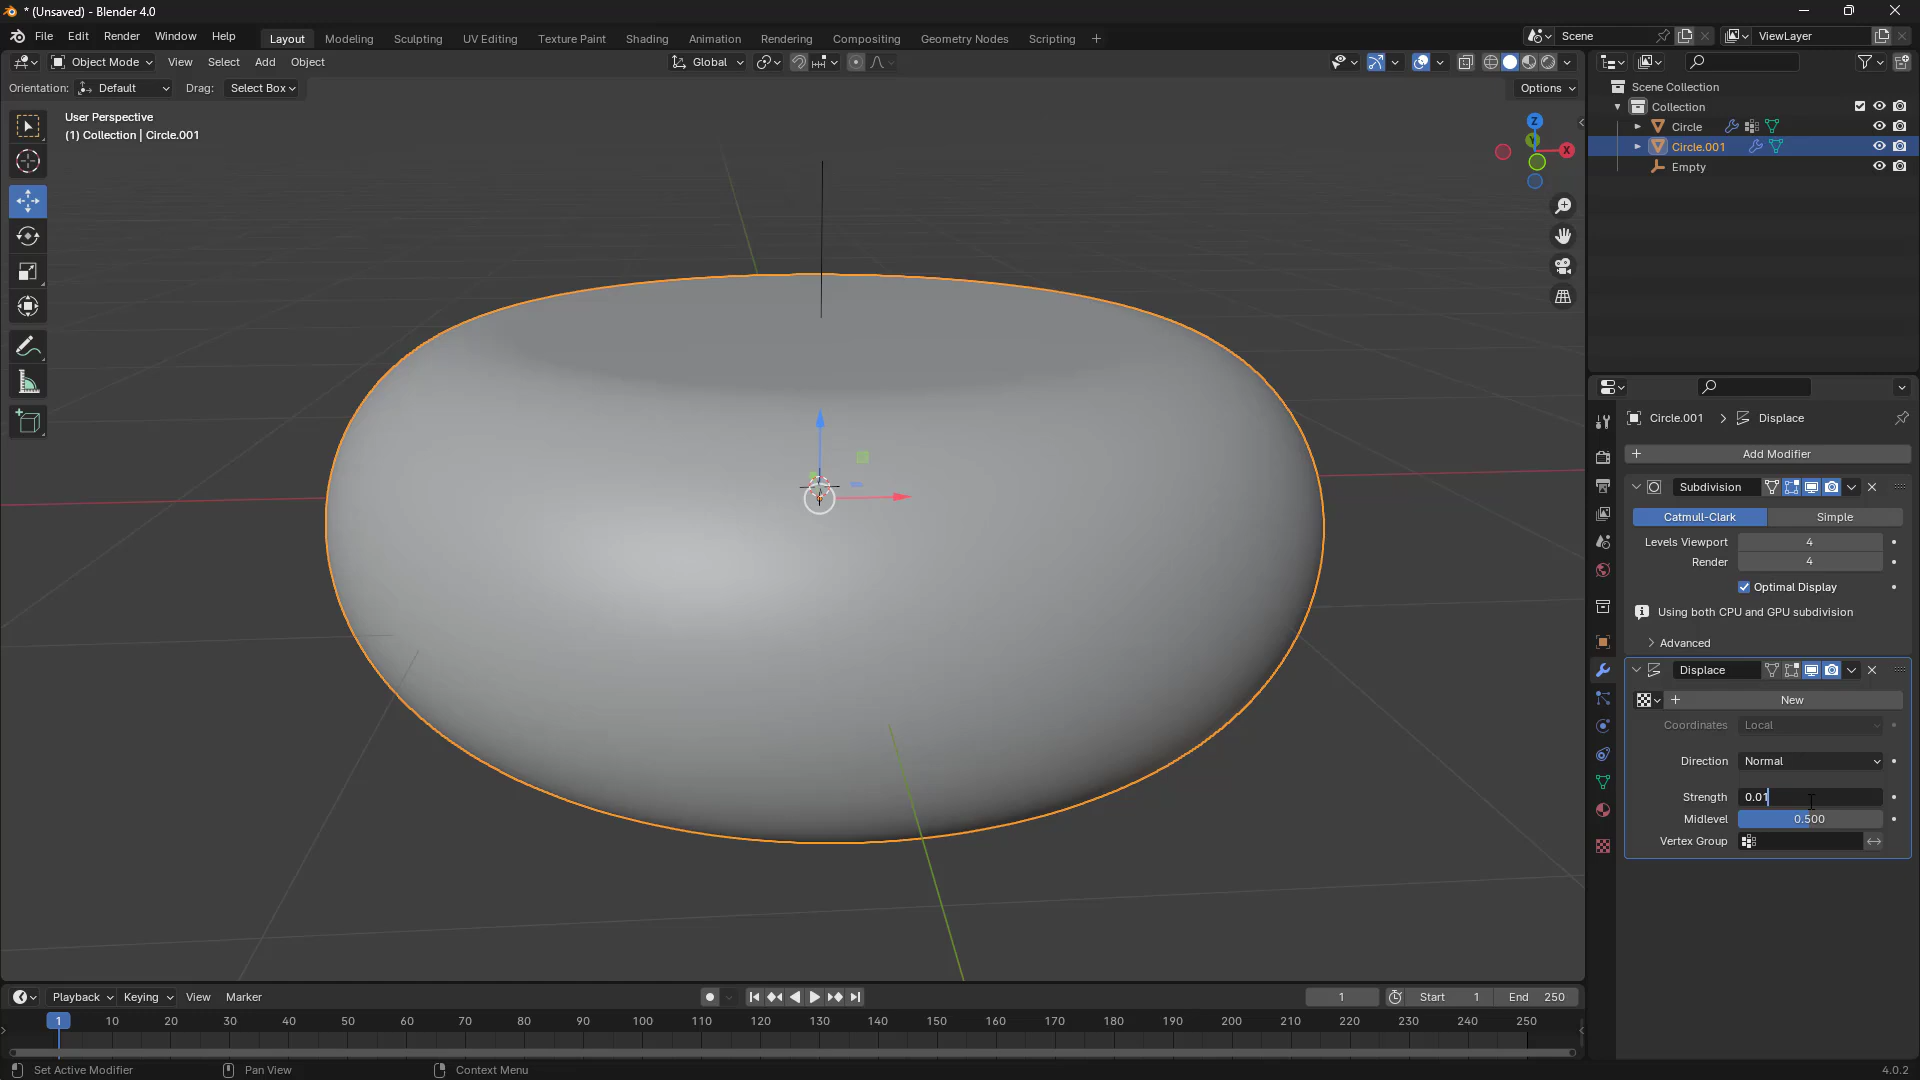 * (Unsaved) - Blender 4.0
File Edit Render Window Help
Layout Modeling Sculpting UV Editing Texture Paint Shading Animation Rendering Compositing Geometry Nodes Scripting +
Scene
ViewLayer
Object Mode View Select Add Object
Global
Orientation: Default Drag: Select Box
Options
User Perspective
(1) Collection | Circle.001
Z
Y
X
Scene Collection
Collection
Circle
Circle.001
Empty
Circle.001 > Displace
Add Modifier
Subdivision
Catmull-Clark Simple
Levels Viewport 4
Render 4
Optimal Display
Using both CPU and GPU subdivision
Advanced
Displace
New
Coordinates Local
Direction Normal
Strength 0.01
Midlevel 0.500
Vertex Group
Playback Keying View Marker
1
Start 1 End 250
1 10 20 30 40 50 60 70 80 90 100 110 120 130 140 150 160 170 180 190 200 210 220 230 240 250
Set Active Modifier Pan View Context Menu
4.0.2